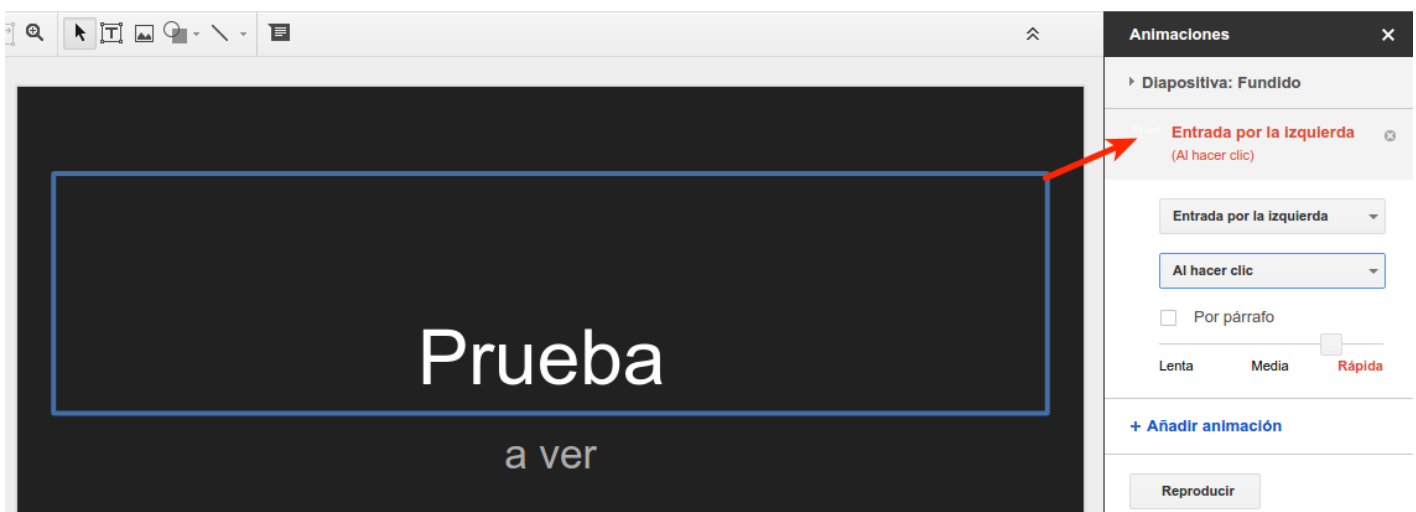 Animaciones
Diapositiva: Fundido
Entrada por la izquierda
(Al hacer clic)
Entrada por la izquierda
Al hacer clic
Por párrafo
Lenta Media Rápida
+ Añadir animación
Reproducir
Prueba
a ver